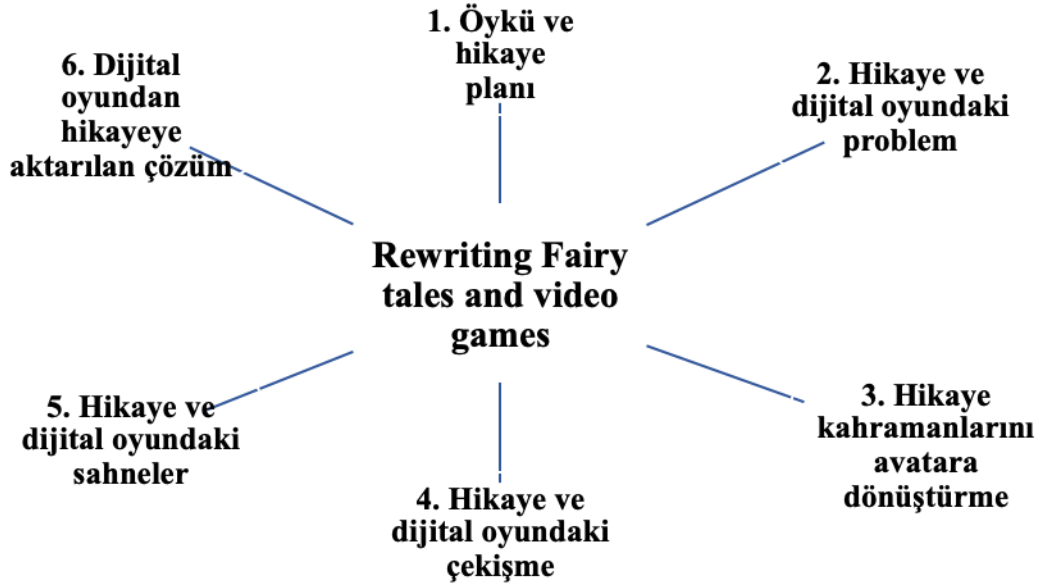 1. Öykü ve
hikaye
planı
2. Hikaye ve
dijital oyundaki
problem
3. Hikaye
kahramanlarını
avatara
dönüştürme
4. Hikaye ve
dijital oyundaki
çekişme
5. Hikaye ve
dijital oyundaki
sahneler
6. Dijital
oyundan
hikayeye
aktarılan çözüm
Rewriting Fairy
tales and video
games